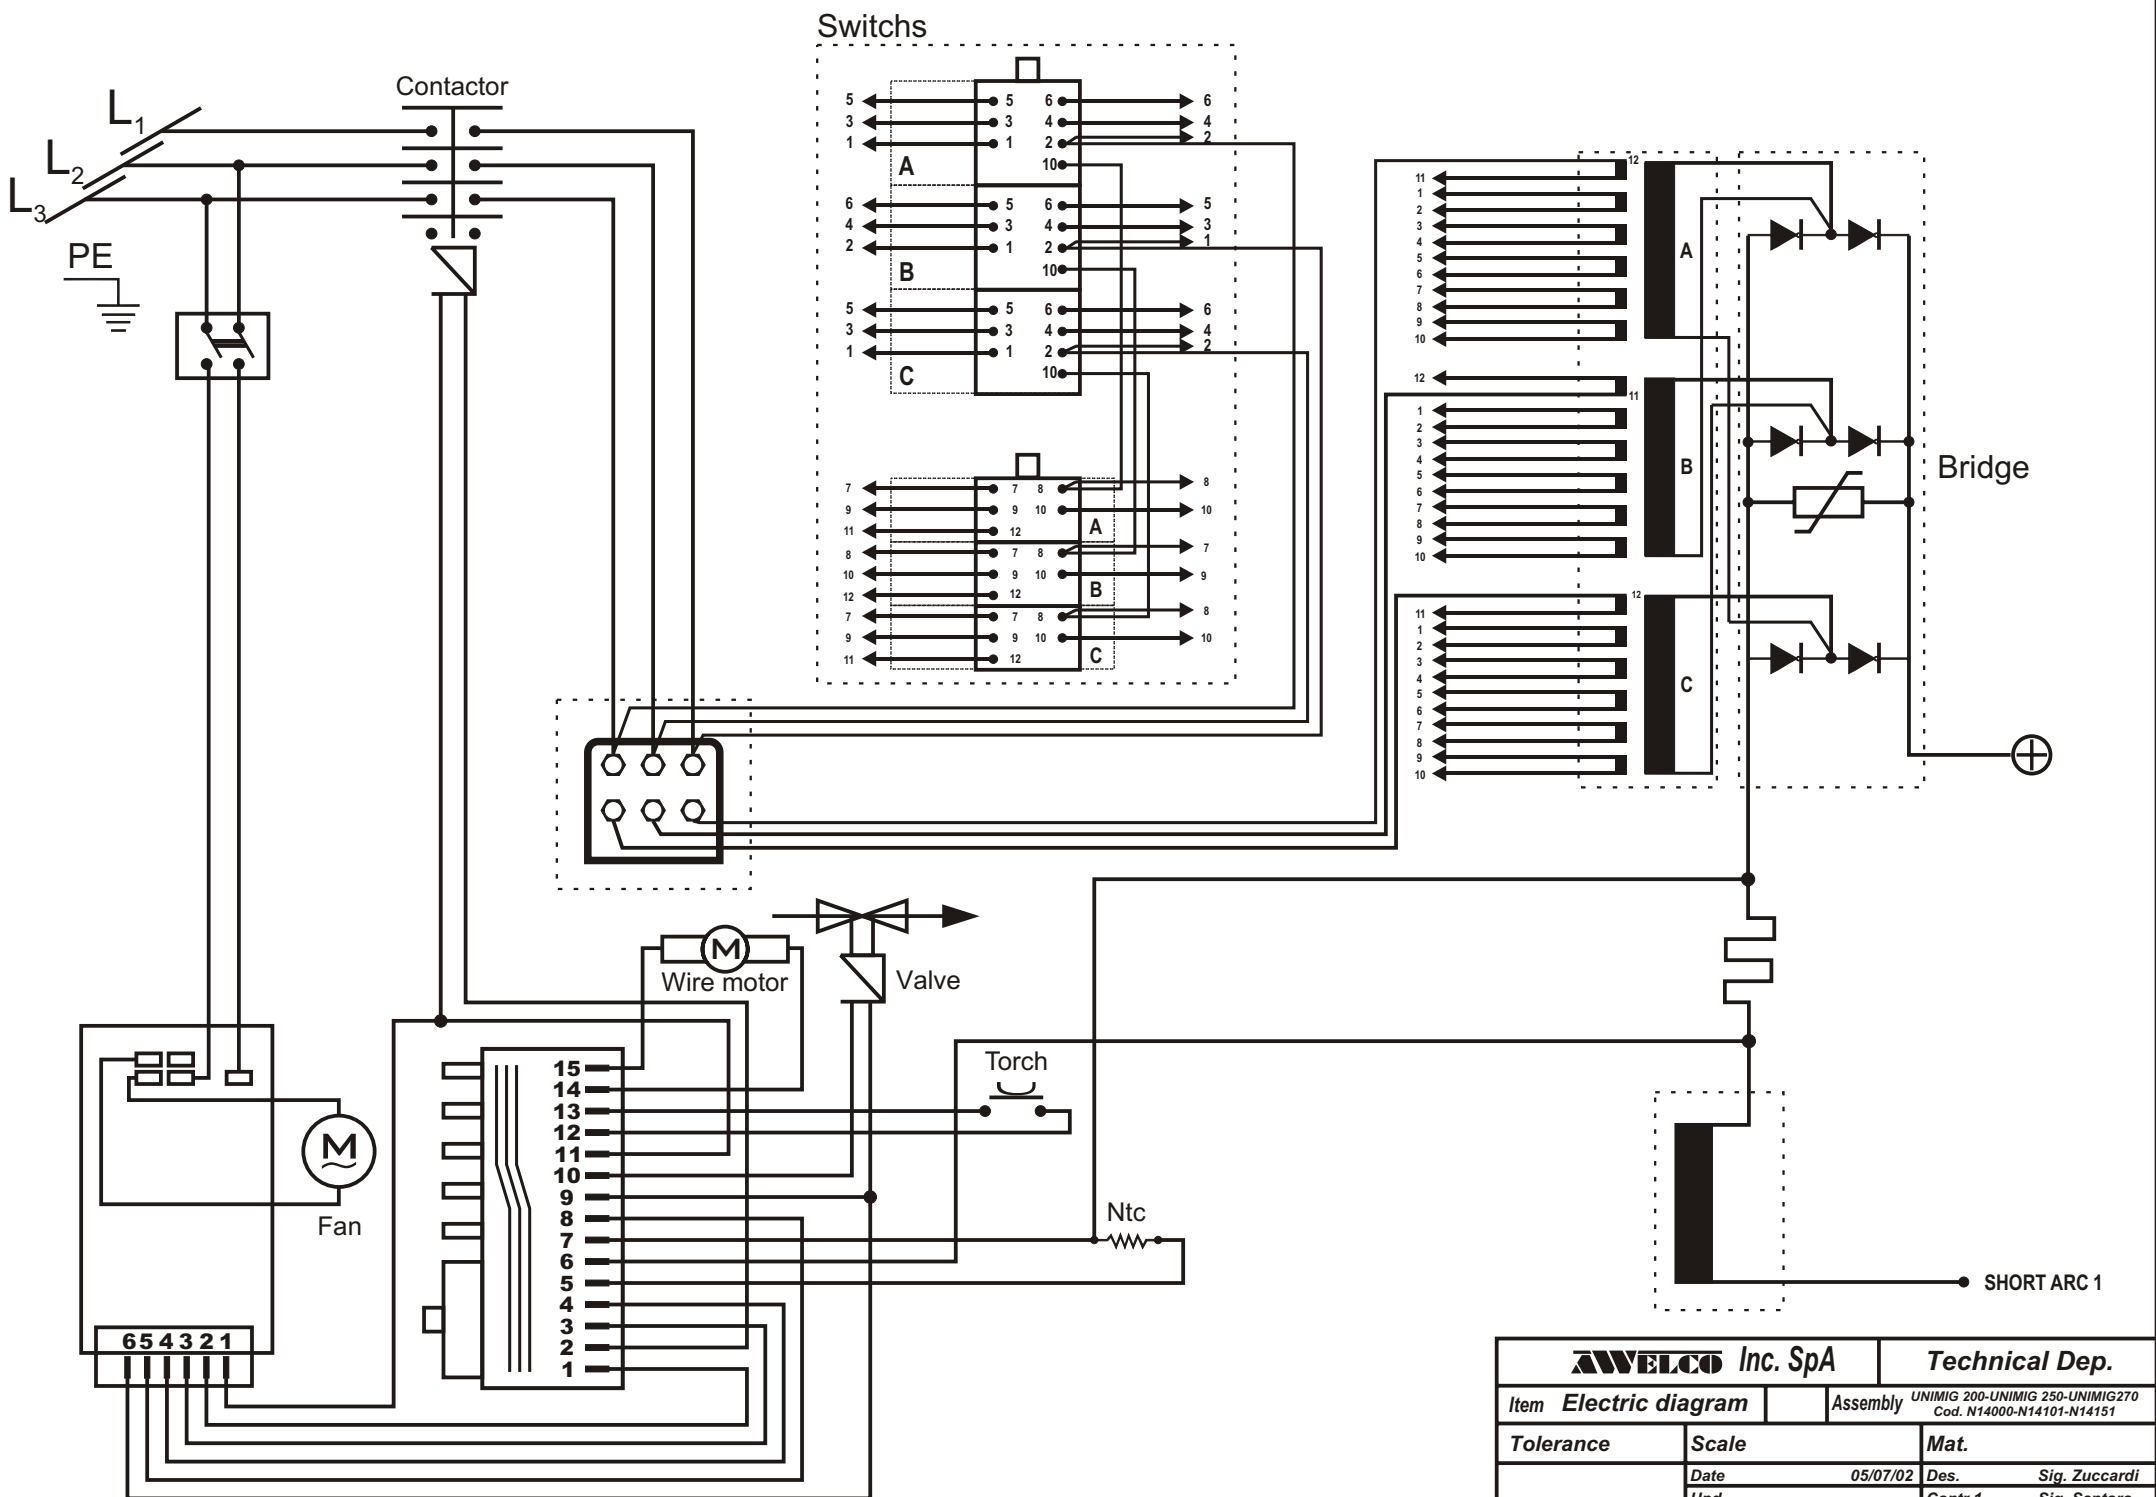 Switchs
Contactor
L1
L2
L3
PE
5 5 6 6
3 3 4 4
1 1 2 2
A 10
6 5 6 5
4 3 4 3
2 1 2 1
B 10
5 5 6 6
3 3 4 4
1 1 2 2
C 10
7 7 8 8
9 9 10 10
11 12 A
8 7 8 7
10 9 10 9
12 12 B
7 7 8 8
9 9 10 10
11 12 C
12
11
1
2
3
4
5
6
7
8
9
10
A
12
11
1
2
3
4
5
6
7
8
9
10
B
12
11
1
2
3
4
5
6
7
8
9
10
C
Bridge
M
Wire motor
Valve
Torch
15
14
13
12
11
10
9
8
7
6
5
4
3
2
1
M
Fan
Ntc
6 5 4 3 2 1
SHORT ARC 1
AWELCO Inc. SpA Technical Dep.
Item Electric diagram Assembly UNIMIG 200-UNIMIG 250-UNIMIG270
Cod. N14000-N14101-N14151
Tolerance Scale Mat.
Date 05/07/02 Des. Sig. Zuccardi